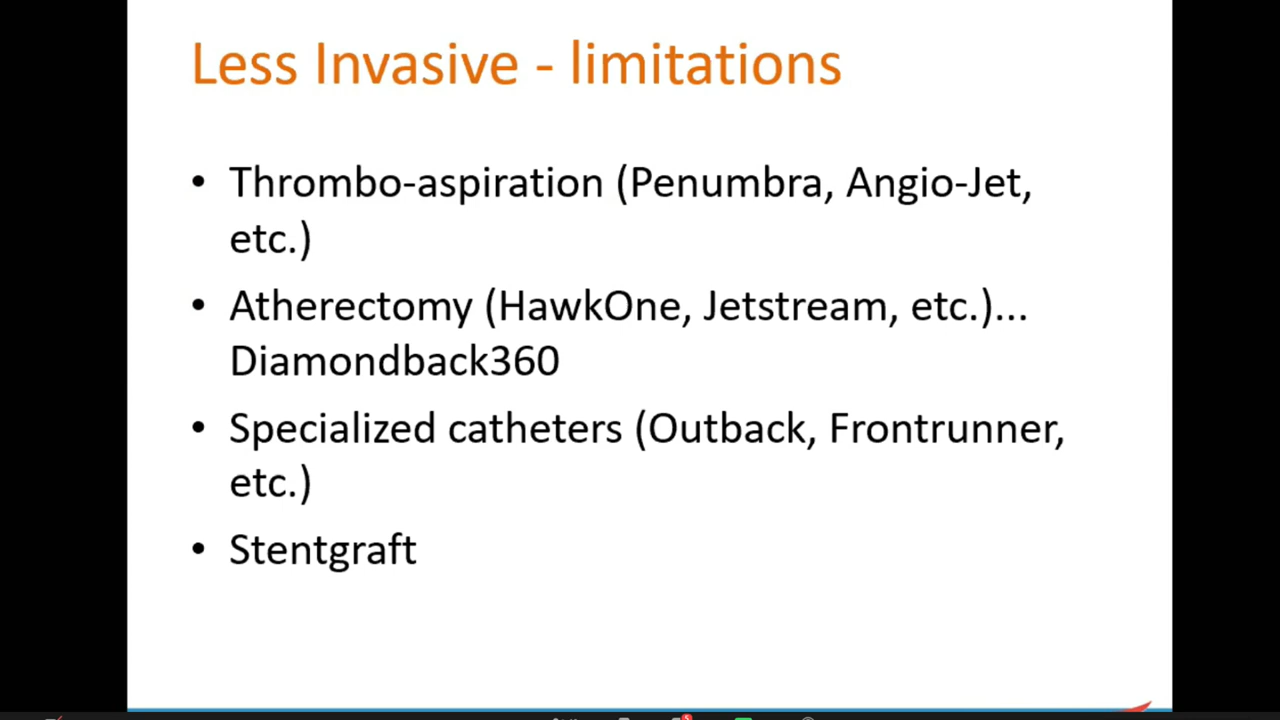 Less Invasive - limitations
• Thrombo-aspiration (Penumbra, Angio-Jet,
etc.)
• Atherectomy (HawkOne, Jetstream, etc.)...
Diamondback360
• Specialized catheters (Outback, Frontrunner,
etc.)
• Stentgraft